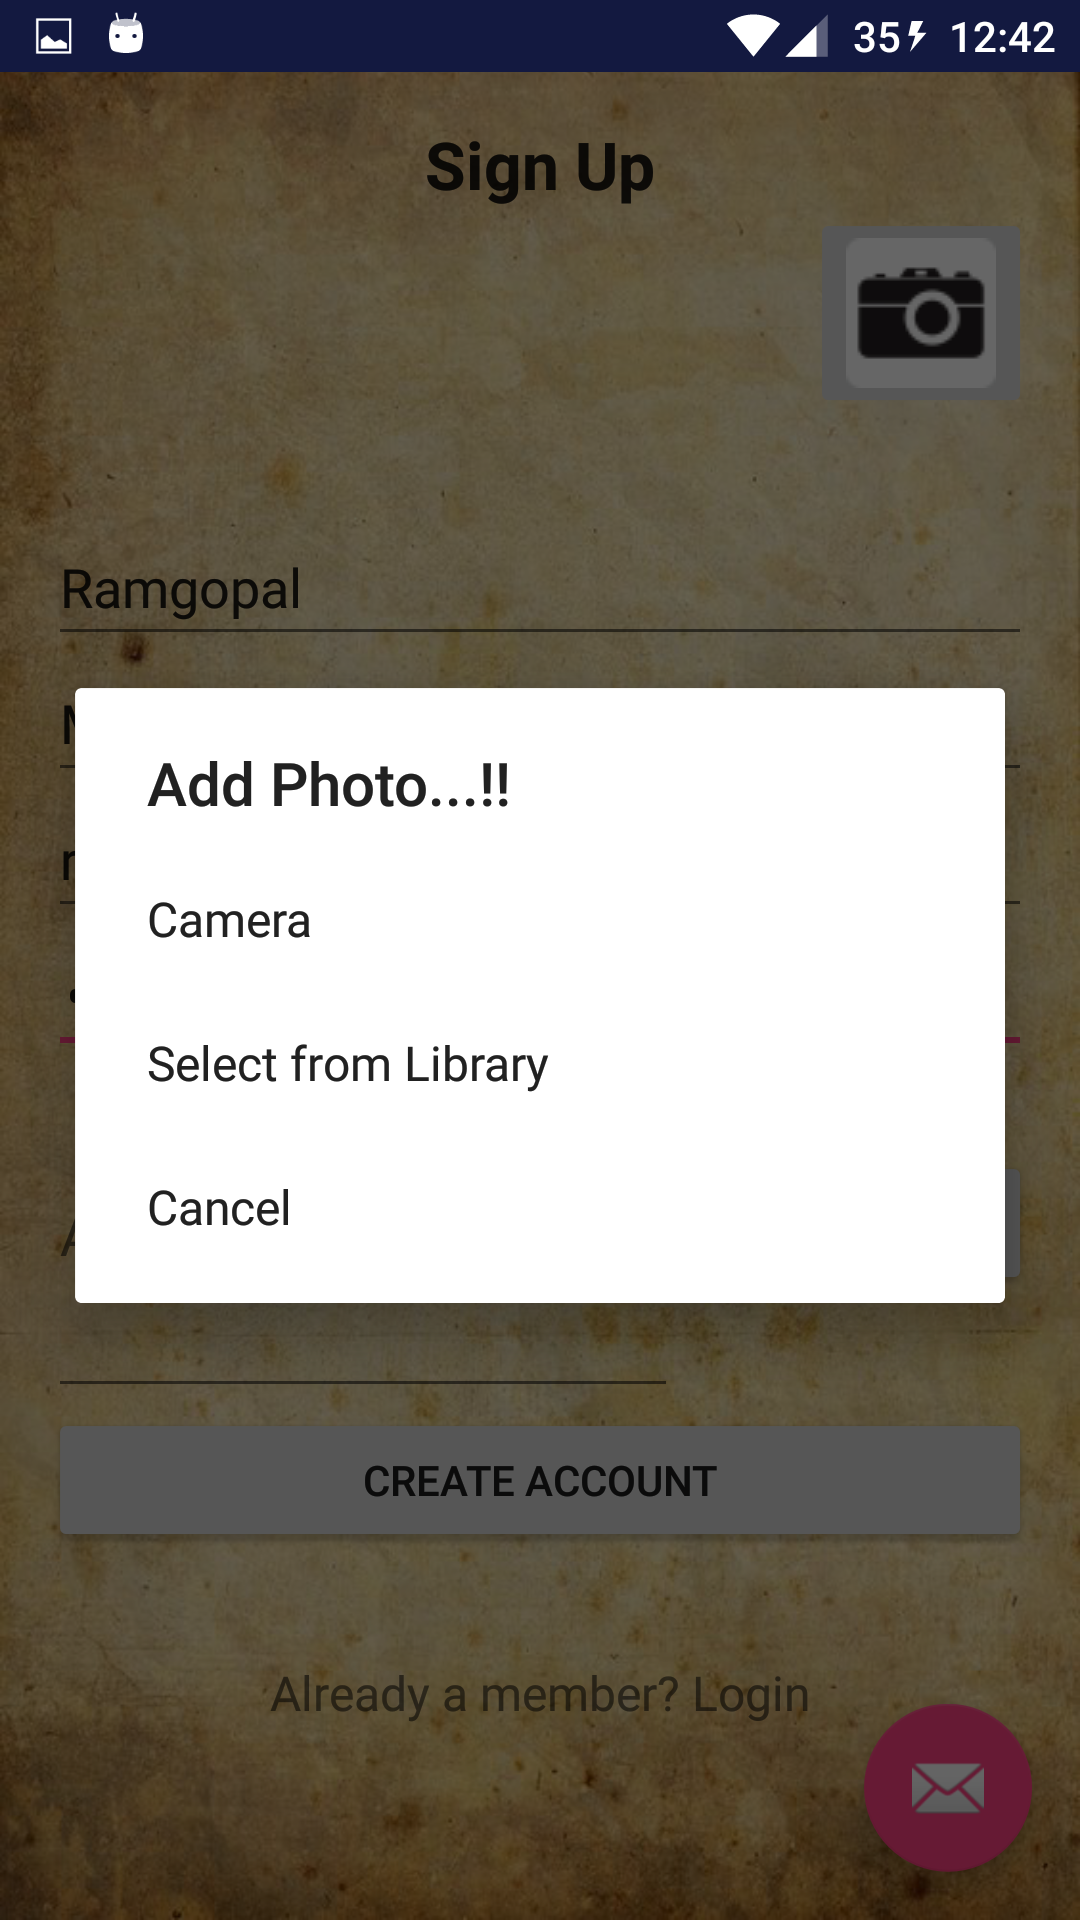 35 12:42
Sign Up
Ramgopal
Add Photo...!!
Camera
Select from Library
Cancel
CREATE ACCOUNT
Already a member? Login